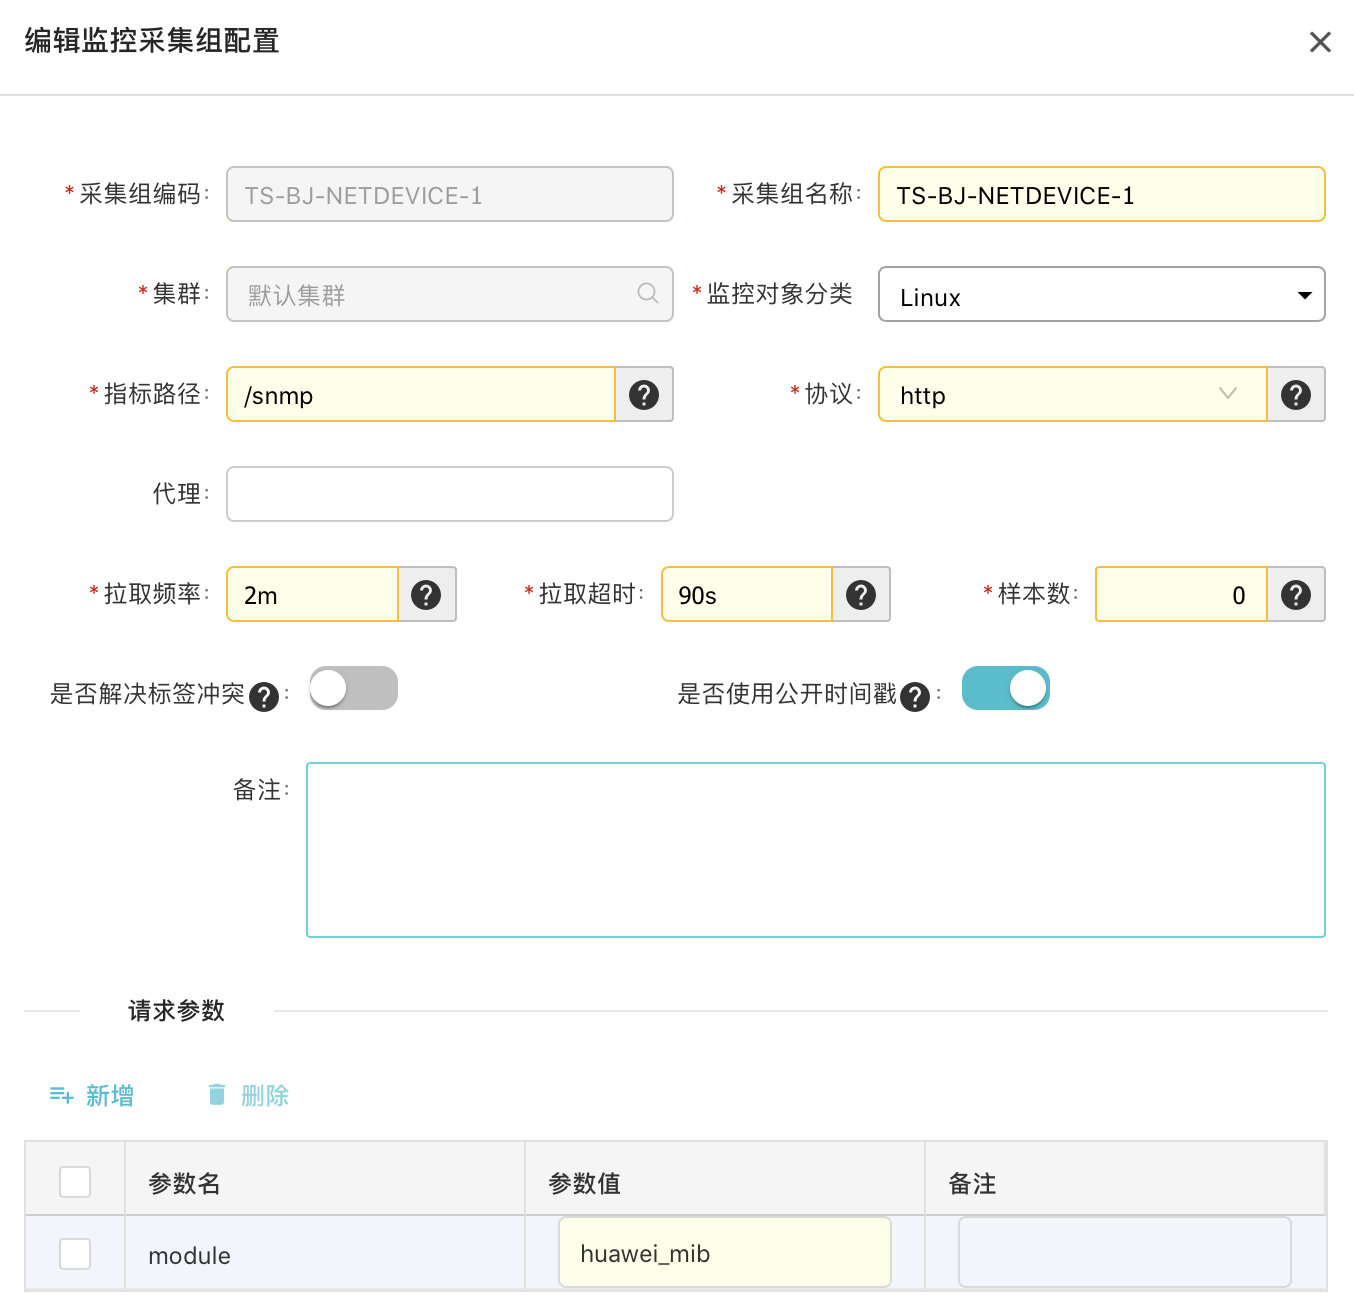 编辑监控采集组配置
*采集组编码: TS-BJ-NETDEVICE-1 *采集组名称: TS-BJ-NETDEVICE-1
*集群: 默认集群 *监控对象分类 Linux
*指标路径: /snmp *协议: http
代理:
*拉取频率: 2m *拉取超时: 90s *样本数: 0
是否解决标签冲突: 是否使用公开时间戳:
备注:
请求参数
新增 删除
参数名 参数值 备注
module huawei_mib